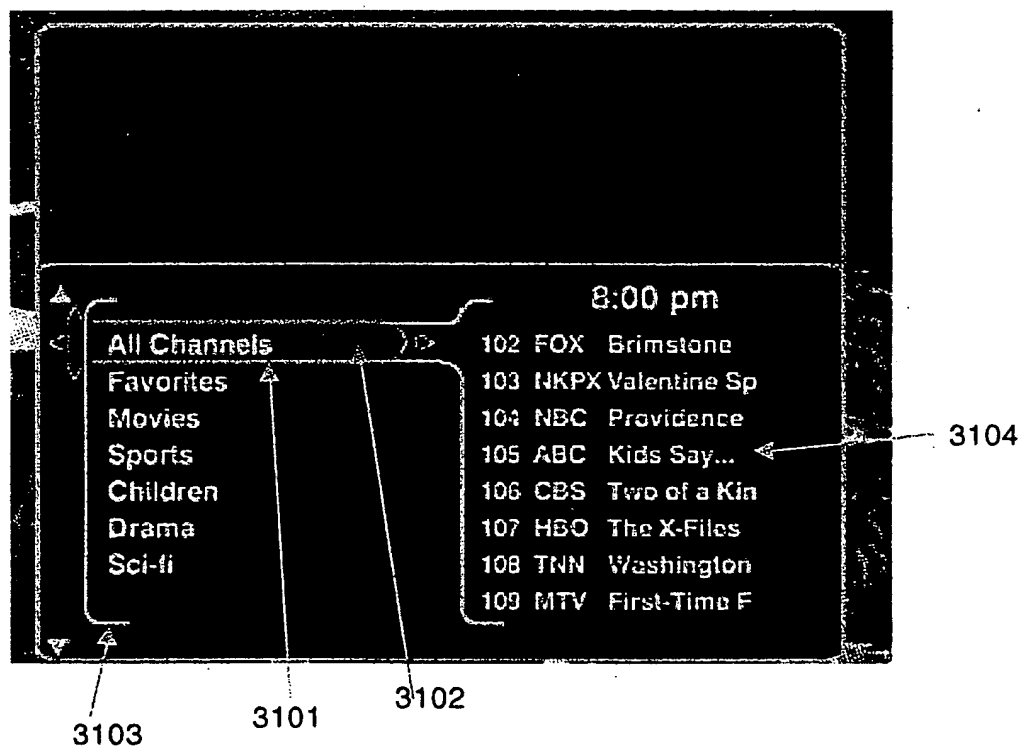 8:00 pm
All Channels
Favorites
Movies
Sports
Children
Drama
Sci-fi
102 FOX Brimstone
103 NKPX Valentine Sp
104 NBC Providence
105 ABC Kids Say...
106 CBS Two of a Kin
107 HBO The X-Files
108 TNN Washington
109 MTV First-Time F
3104
3101
3102
3103